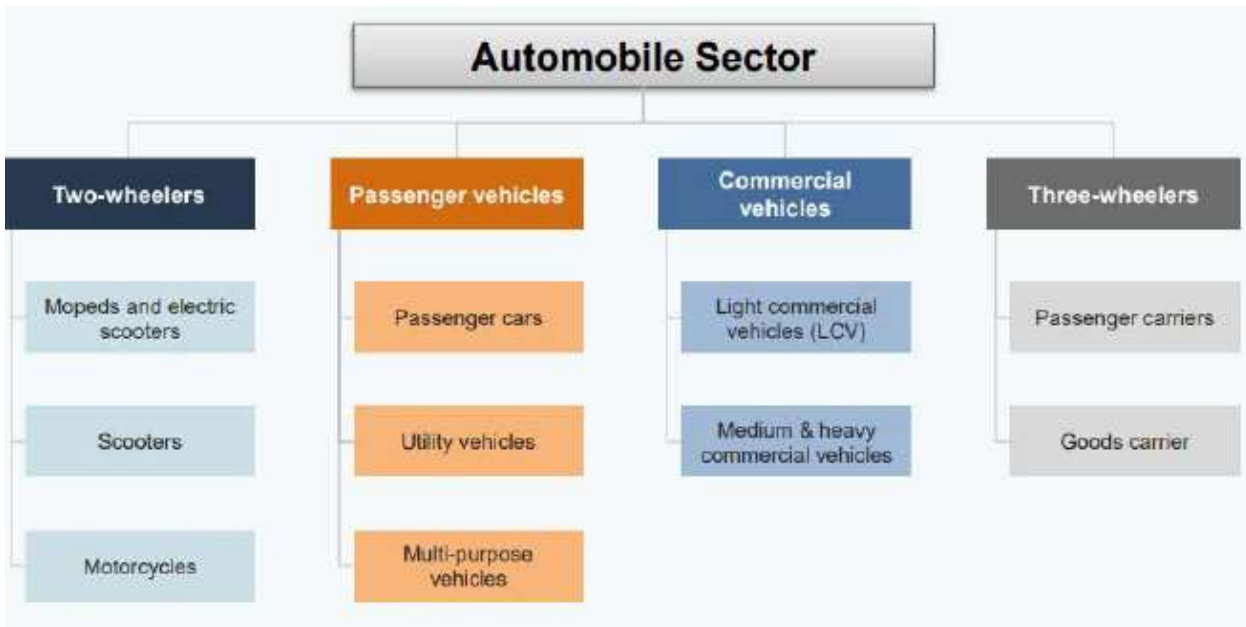 Automobile Sector
Two-wheelers
Mopeds and electric
scooters
Scooters
Motorcycles
Passenger vehicles
Passenger cars
Utility vehicles
Multi-purpose
vehicles
Commercial
vehicles
Light commercial
vehicles (LCV)
Medium & heavy
commercial vehicles
Three-wheelers
Passenger carriers
Goods carrier